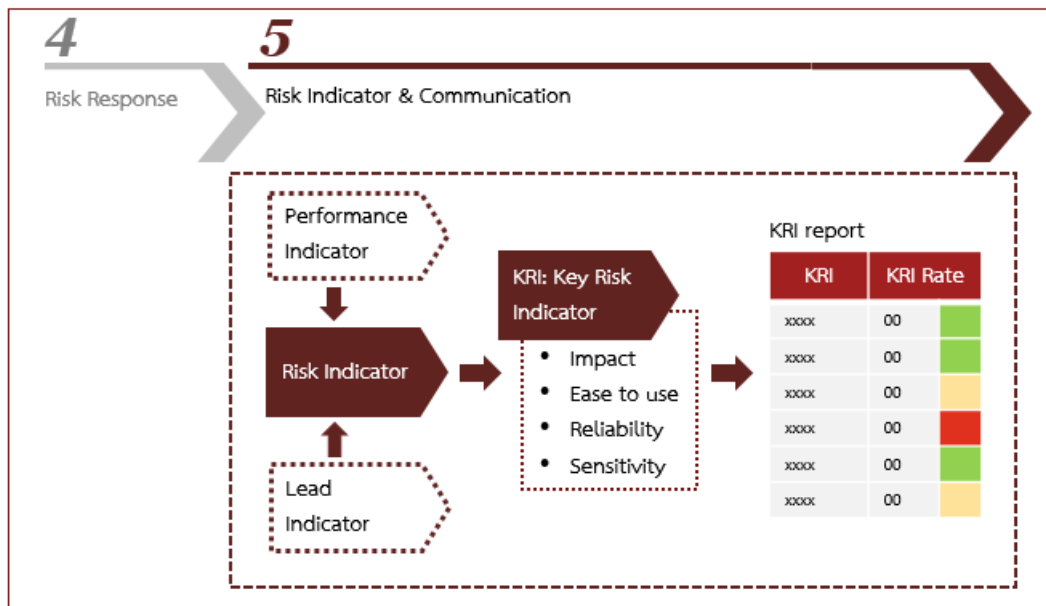 4
5
Risk Response
Risk Indicator & Communication
Performance
Indicator
Risk Indicator
Lead
Indicator
KRI: Key Risk
Indicator
• Impact
• Ease to use
• Reliability
• Sensitivity
KRI report
KRI KRI Rate
xxxx 00
xxxx 00
xxxx 00
xxxx 00
xxxx 00
xxxx 00